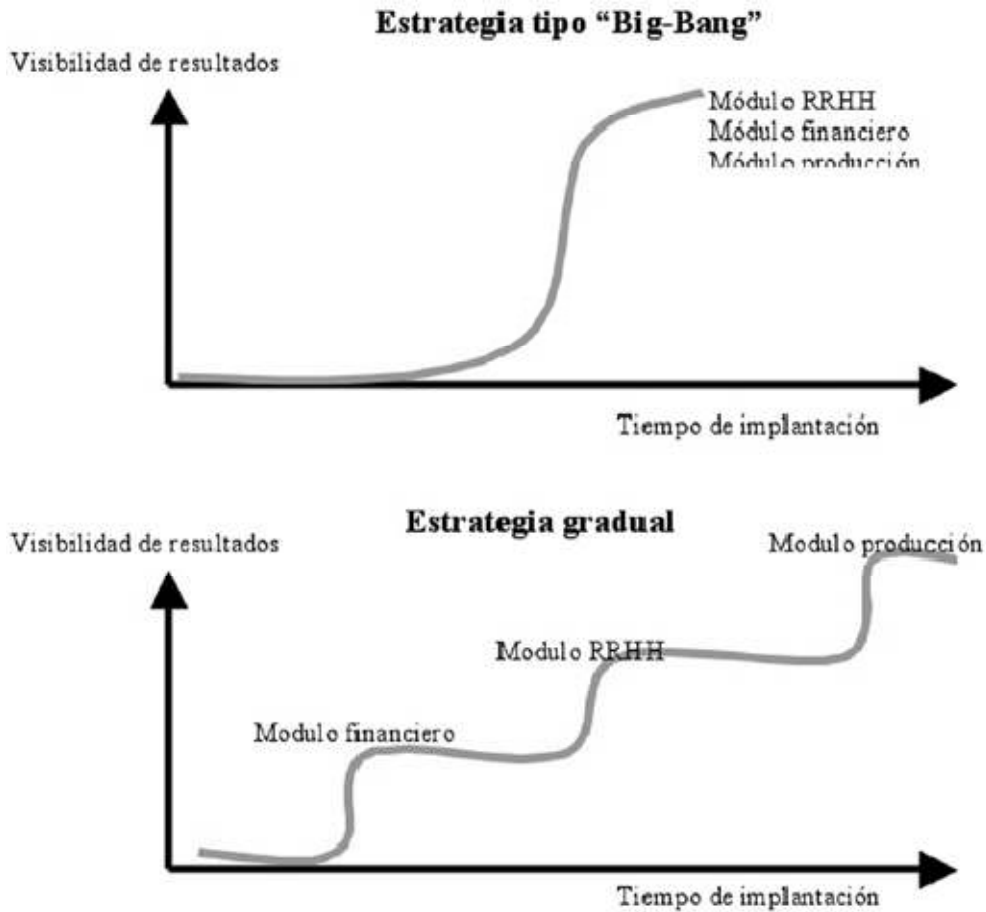 Estrategia tipo “Big-Bang”
Visibilidad de resultados
Módulo RRHH
Módulo financiero
Módulo producción
Tiempo de implantación
Estrategia gradual
Visibilidad de resultados
Modulo producción
Modulo RRHH
Modulo financiero
Tiempo de implantación